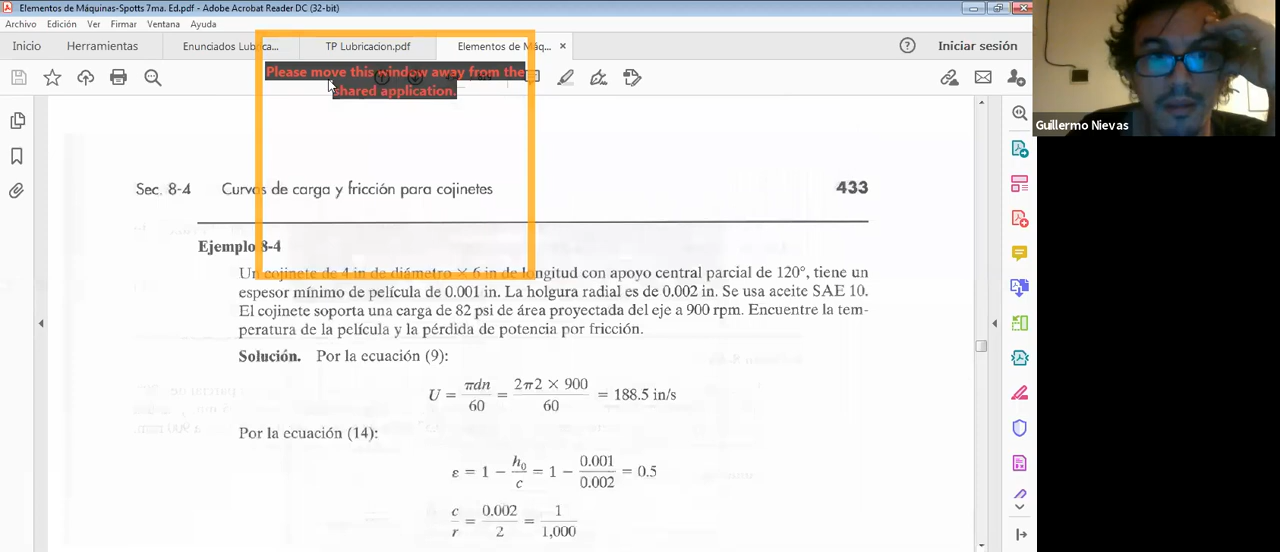 Elementos de Máquinas-Spotts 7ma. Ed.pdf - Adobe Acrobat Reader DC (32-bit)
Archivo Edición Ver Firmar Ventana Ayuda
Inicio Herramientas Enunciados Lubrica... TP Lubricacion.pdf Elementos de Máq... × Iniciar sesión
Please move this window away from the
shared application.
Guillermo Nievas
Sec. 8-4 Curvas de carga y fricción para cojinetes 433
Ejemplo 8-4
Un cojinete de 4 in de diámetro × 6 in de longitud con apoyo central parcial de 120°, tiene un
espesor mínimo de película de 0.001 in. La holgura radial es de 0.002 in. Se usa aceite SAE 10.
El cojinete soporta una carga de 82 psi de área proyectada del eje a 900 rpm. Encuentre la tem-
peratura de la película y la pérdida de potencia por fricción.
Solución. Por la ecuación (9):
U = πdn/60 = 2π2 × 900/60 = 188.5 in/s
Por la ecuación (14):
ε = 1 − h₀/c = 1 − 0.001/0.002 = 0.5
c/r = 0.002/2 = 1/1,000